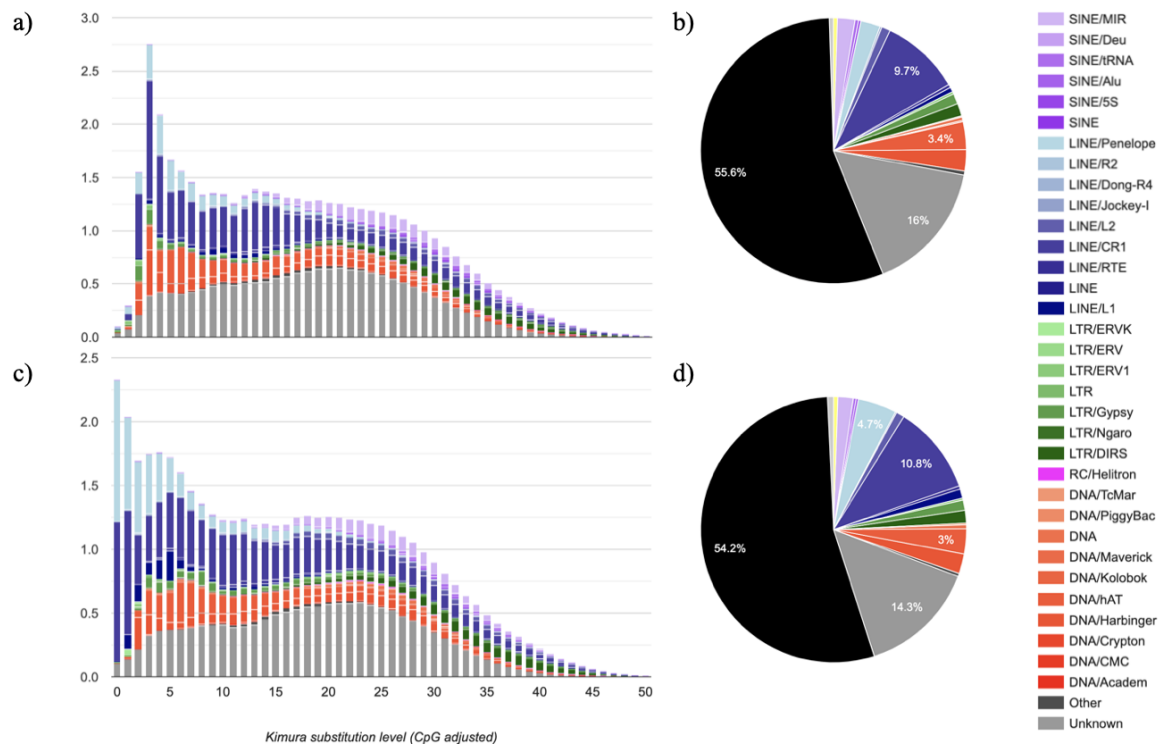 a)
3.0
2.5
2.0
1.5
1.0
0.5
0.0
b)
9.7%
3.4%
55.6%
16%
c)
2.5
2.0
1.5
1.0
0.5
0.0
0 5 10 15 20 25 30 35 40 45 50
Kimura substitution level (CpG adjusted)
d)
4.7%
10.8%
54.2%
3%
14.3%
SINE/MIR
SINE/Deu
SINE/tRNA
SINE/Alu
SINE/5S
SINE
LINE/Penelope
LINE/R2
LINE/Dong-R4
LINE/Jockey-I
LINE/L2
LINE/CR1
LINE/RTE
LINE
LINE/L1
LTR/ERVK
LTR/ERV
LTR/ERV1
LTR
LTR/Gypsy
LTR/Ngaro
LTR/DIRS
RC/Helitron
DNA/TcMar
DNA/PiggyBac
DNA
DNA/Maverick
DNA/Kolobok
DNA/hAT
DNA/Harbinger
DNA/Crypton
DNA/CMC
DNA/Academ
Other
Unknown